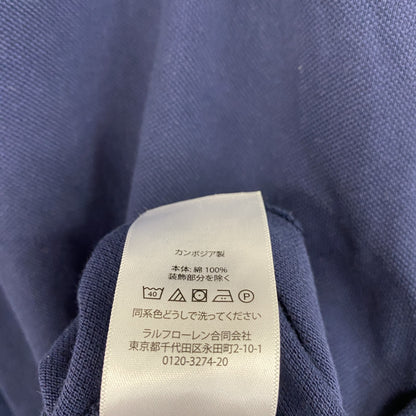 カンボジア製
本体: 綿 100%
装飾部分を除く
40 P
同系色どうしで洗ってください
ラルフローレン合同会社
東京都千代田区永田町2-10-1
0120-3274-20